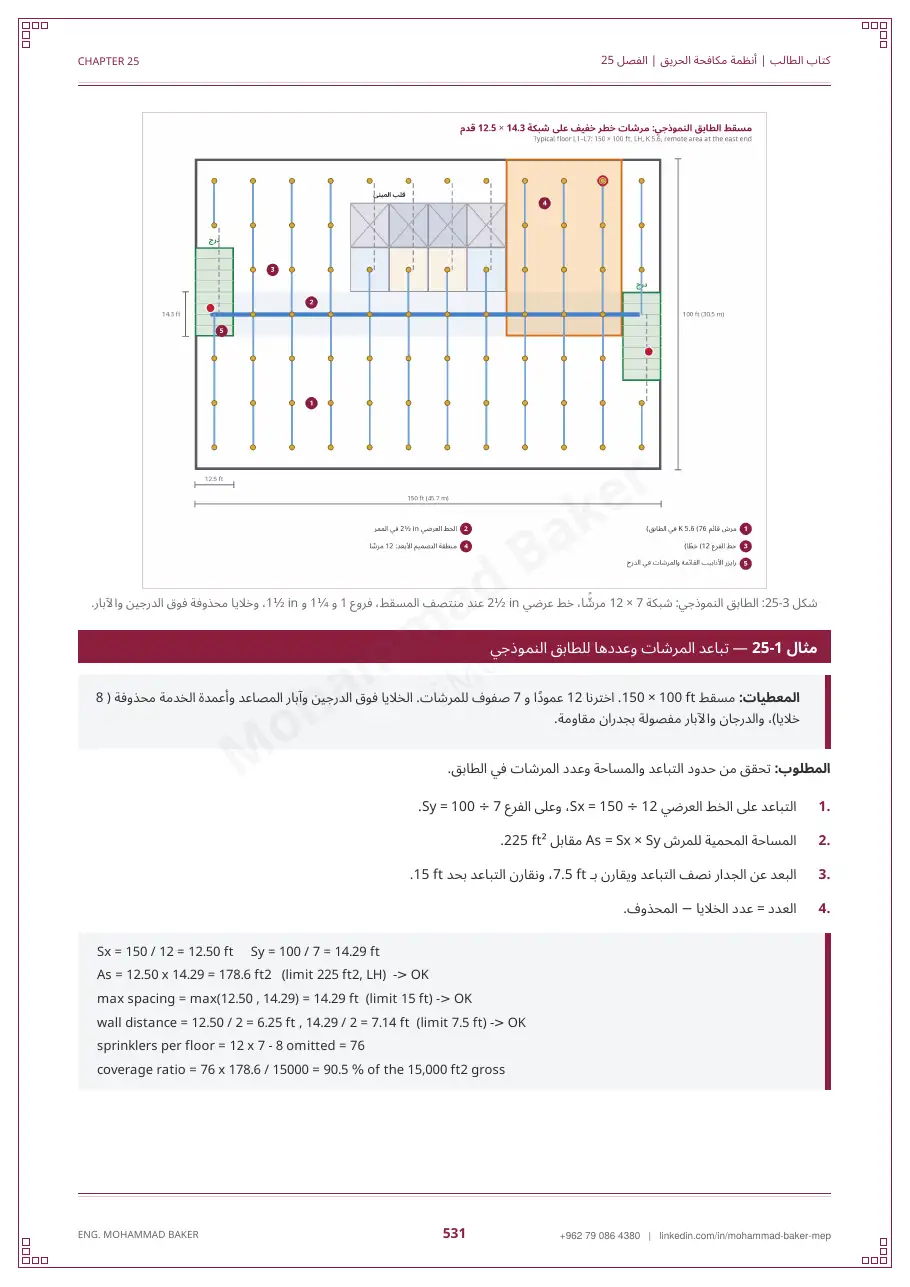 CHAPTER 25
كتاب الطالب | أنظمة مكافحة الحريق | الفصل 25
مسقط الطابق النموذجي: مرشات خطر خفيف على شبكة 14.3 × 12.5 قدم
Typical floor L1–L7: 150 × 100 ft, LH, K 5.6, remote area at the east end
قلب المبنى
4
درج
3
درج
2
14.3 ft
100 ft (30.5 m)
5
1
12.5 ft
150 ft (45.7 m)
1 مرش قائم K 5.6 (76 في الطابق)
2 الخط العرضي 2½ in في الممر
3 خط الفرع (12 خطًا)
4 منطقة التصميم الأبعد: 12 مرشًا
5 رايزر الأنابيب القائمة والمرشات في الدرج
شكل 3-25: الطابق النموذجي: شبكة 7 × 12 مرشًّا، خط عرضي 2½ in عند منتصف المسقط، فروع 1 و 1¼ و 1½ in، وخلايا محذوفة فوق الدرجين والآبار.
مثال 1-25 — تباعد المرشات وعددها للطابق النموذجي
المعطيات: مسقط 150 × 100 ft. اخترنا 12 عمودًا و 7 صفوف للمرشات. الخلايا فوق الدرجين وآبار المصاعد وأعمدة الخدمة محذوفة ( 8
خلايا)، والدرجان والآبار مفصولة بجدران مقاومة.
المطلوب: تحقق من حدود التباعد والمساحة وعدد المرشات في الطابق.
1. التباعد على الخط العرضي Sx = 150 ÷ 12، وعلى الفرع Sy = 100 ÷ 7.
2. المساحة المحمية للمرش As = Sx × Sy مقابل 225 ft².
3. البعد عن الجدار نصف التباعد ويقارن بـ 7.5 ft، ونقارن التباعد بحد 15 ft.
4. العدد = عدد الخلايا − المحذوف.
Sx = 150 / 12 = 12.50 ft Sy = 100 / 7 = 14.29 ft
As = 12.50 x 14.29 = 178.6 ft2 (limit 225 ft2, LH) -> OK
max spacing = max(12.50 , 14.29) = 14.29 ft (limit 15 ft) -> OK
wall distance = 12.50 / 2 = 6.25 ft , 14.29 / 2 = 7.14 ft (limit 7.5 ft) -> OK
sprinklers per floor = 12 x 7 - 8 omitted = 76
coverage ratio = 76 x 178.6 / 15000 = 90.5 % of the 15,000 ft2 gross
Mohammad Baker
ENG. MOHAMMAD BAKER
531
+962 79 086 4380 | linkedin.com/in/mohammad-baker-mep